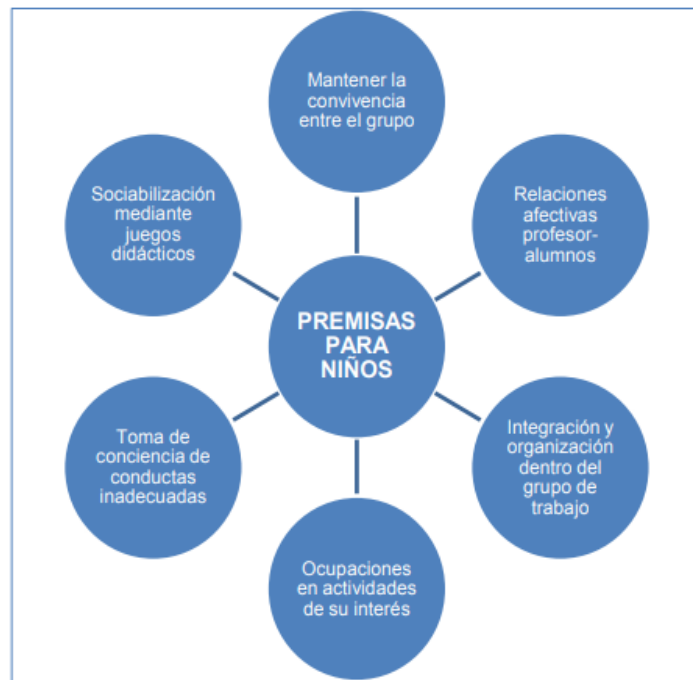 Mantener la
convivencia
entre el grupo
Sociabilización
mediante
juegos
didácticos
Relaciones
afectivas
profesor-
alumnos
PREMISAS
PARA
NIÑOS
Toma de
conciencia de
conductas
inadecuadas
Integración y
organización
dentro del
grupo de
trabajo
Ocupaciones
en actividades
de su interés